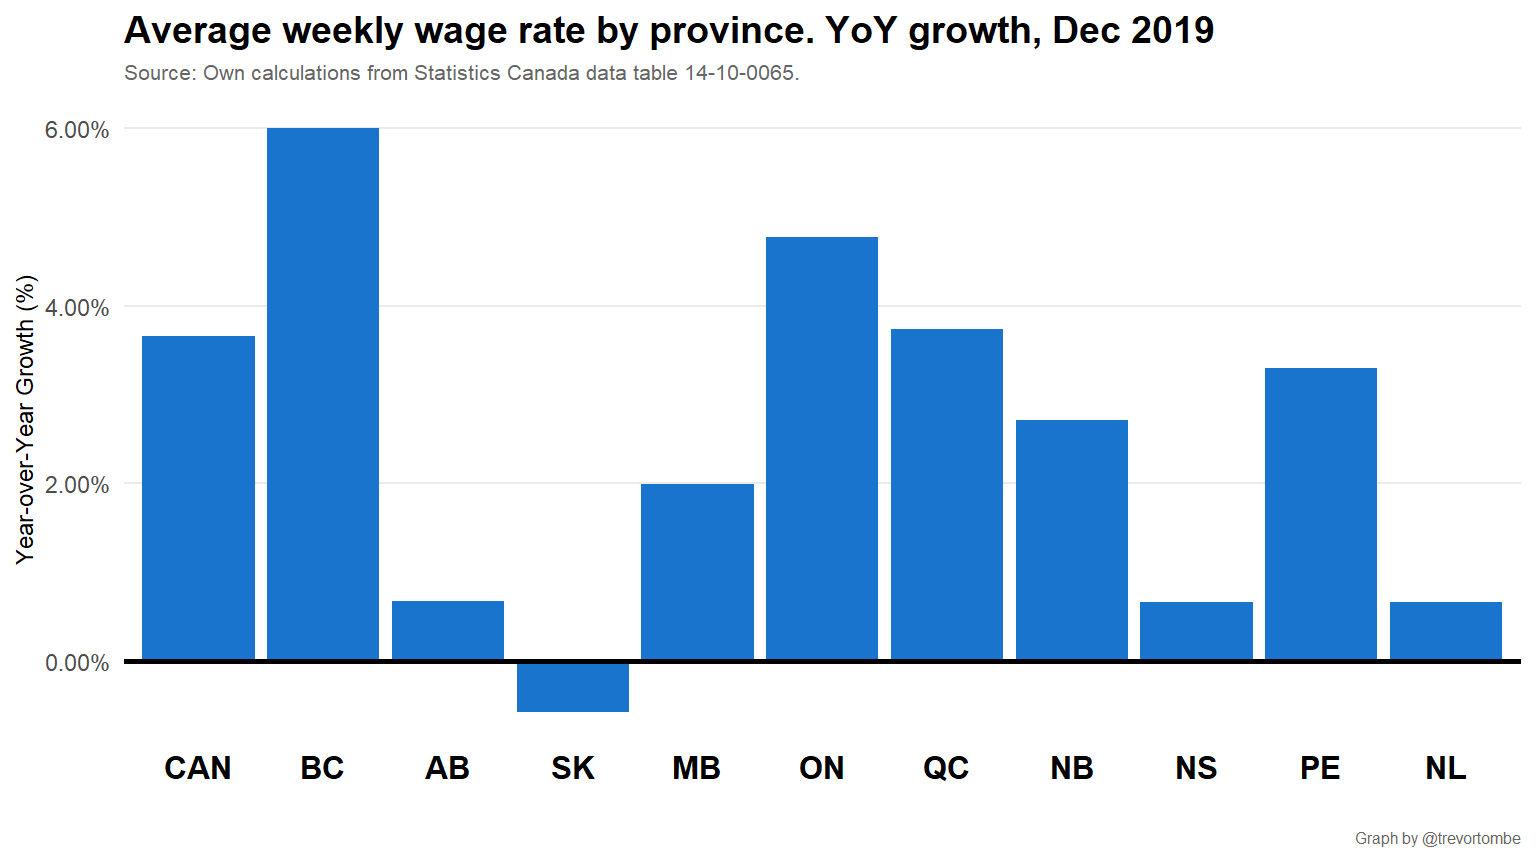 Average weekly wage rate by province. YoY growth, Dec 2019
Source: Own calculations from Statistics Canada data table 14-10-0065.
Year-over-Year Growth (%)
6.00%
4.00%
2.00%
0.00%
CAN BC AB SK MB ON QC NB NS PE NL
Graph by @trevortombe